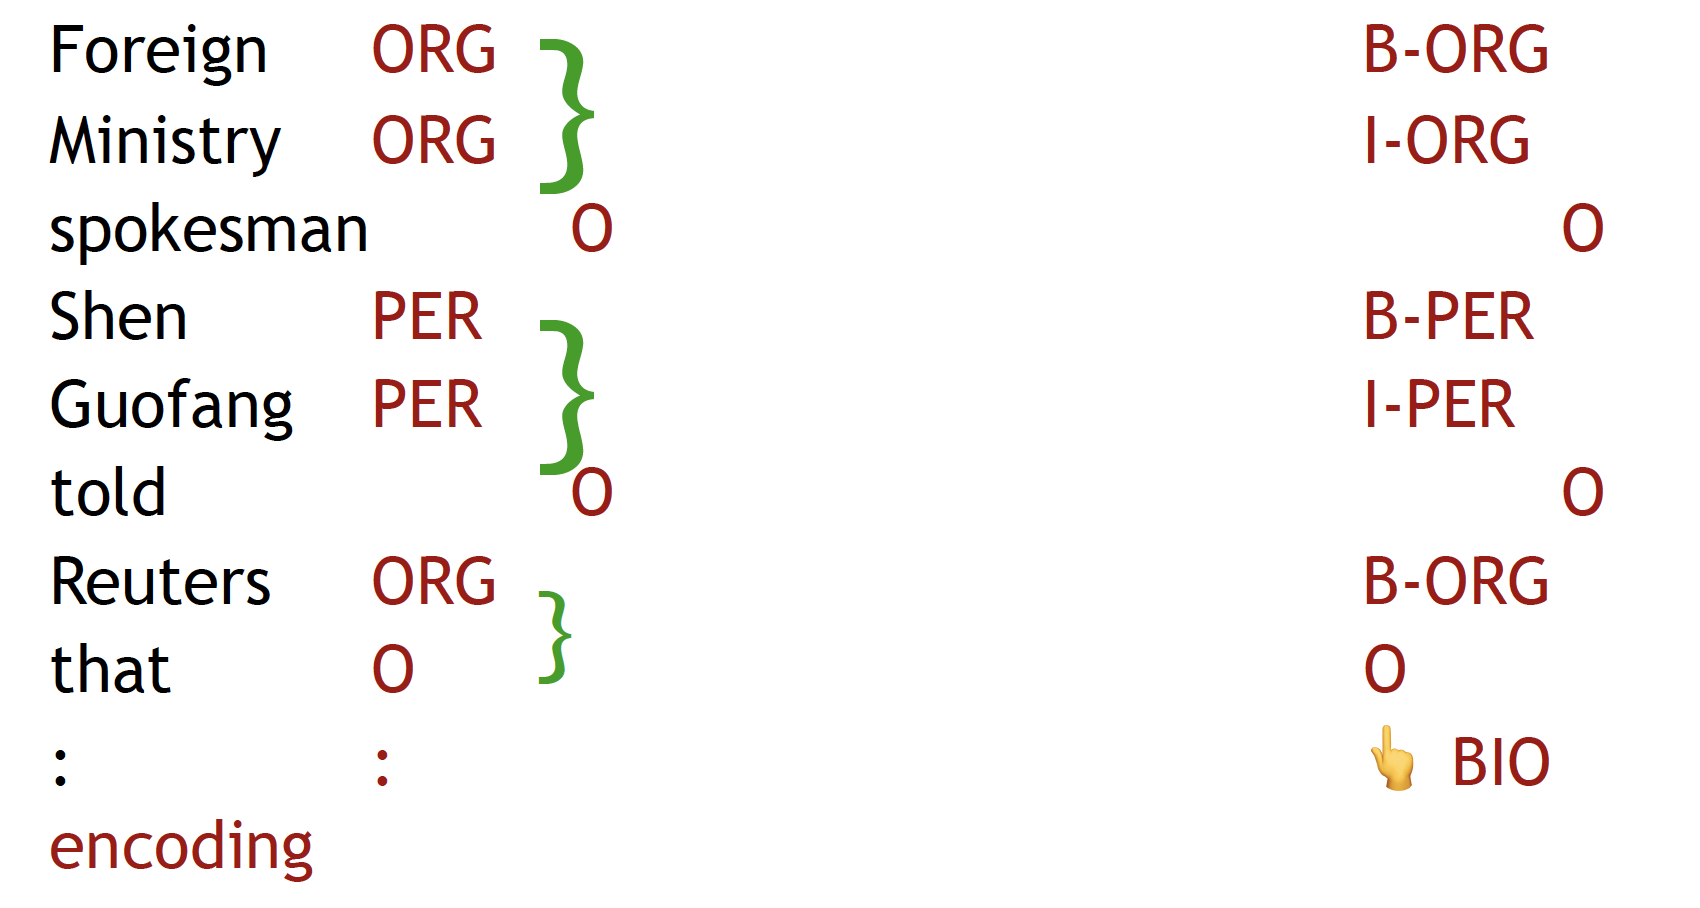 Foreign ORG } B-ORG
Ministry ORG I-ORG
spokesman O O
Shen PER } B-PER
Guofang PER I-PER
told O O
Reuters ORG } B-ORG
that O O
: : 👆 BIO
encoding